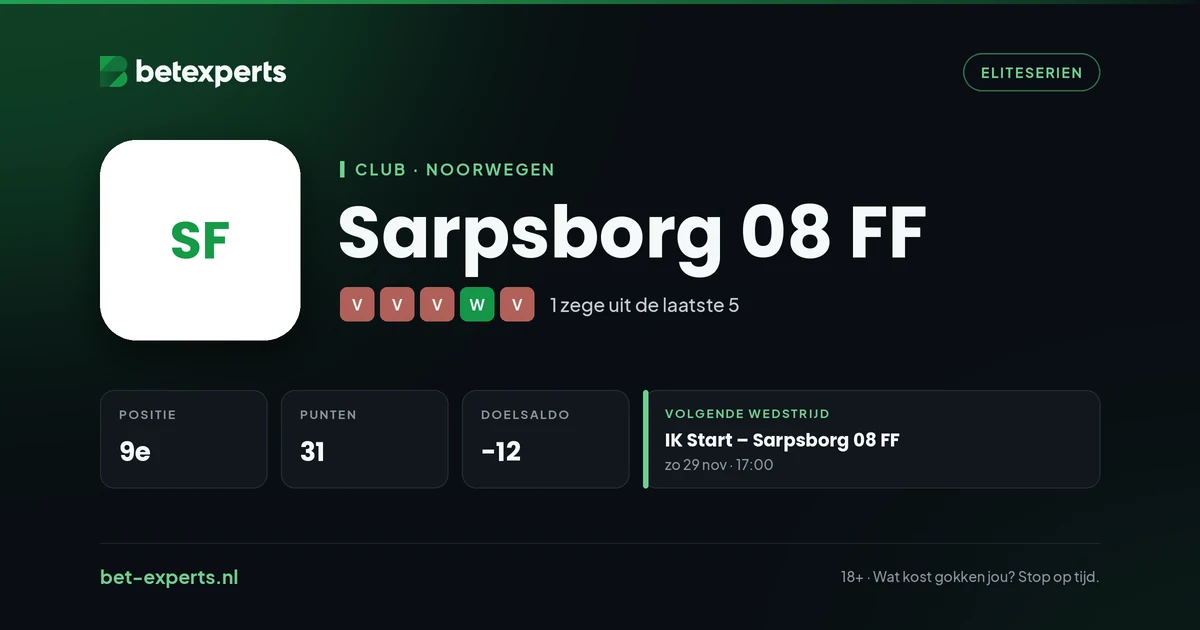 betexperts
ELITESERIEN
SF
CLUB · NOORWEGEN
Sarpsborg 08 FF
V V V W V 1 zege uit de laatste 5
POSITIE
9e
PUNTEN
31
DOELSALDO
-12
VOLGENDE WEDSTRIJD
IK Start – Sarpsborg 08 FF
zo 29 nov · 17:00
bet-experts.nl
18+ · Wat kost gokken jou? Stop op tijd.